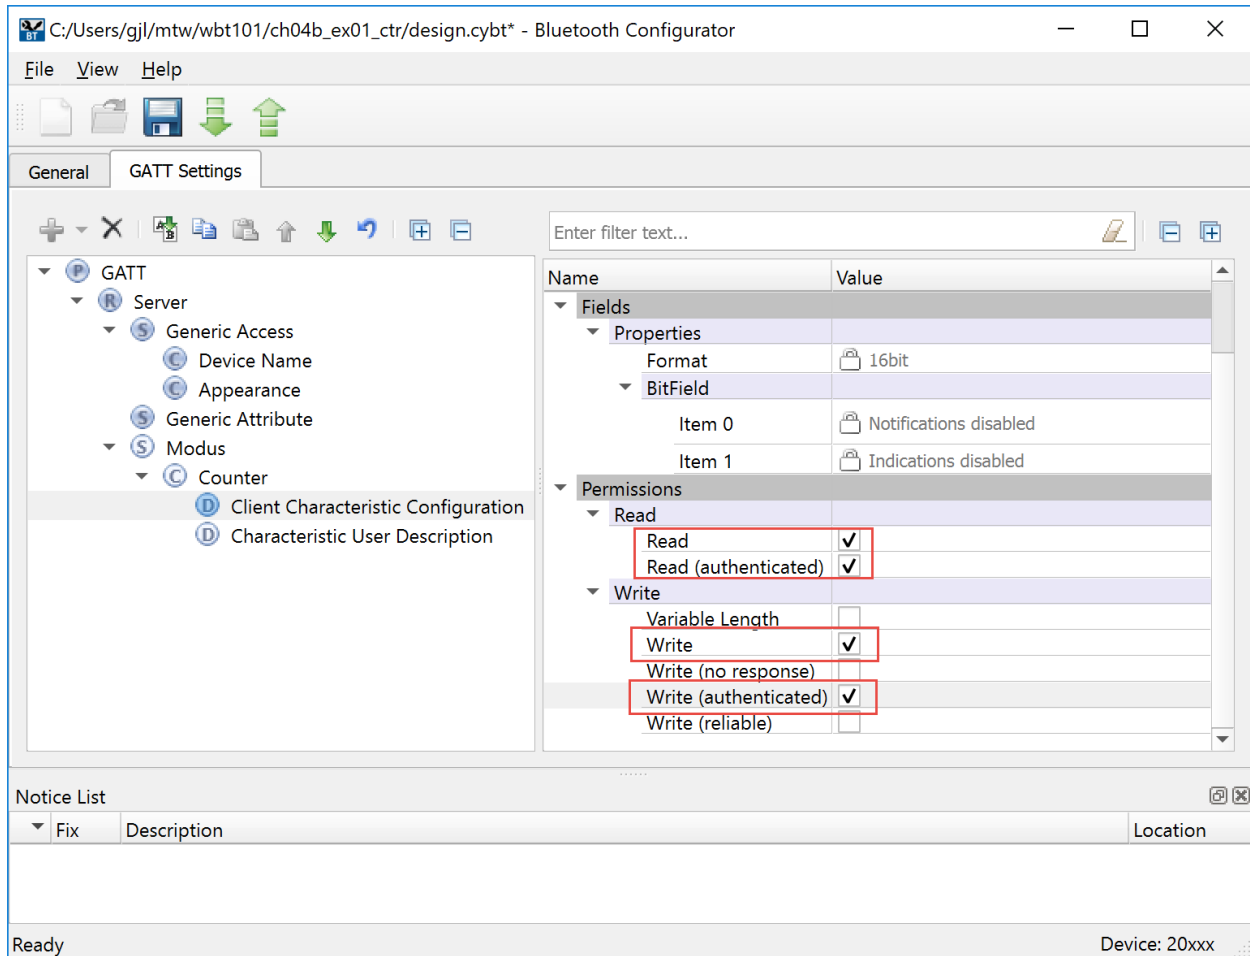 BT C:/Users/gjl/mtw/wbt101/ch04b_ex01_ctr/design.cybt* - Bluetooth Configurator
File View Help
General GATT Settings
Enter filter text...
P GATT
R Server
S Generic Access
C Device Name
C Appearance
S Generic Attribute
S Modus
C Counter
D Client Characteristic Configuration
D Characteristic User Description
Name Value
Fields
Properties
Format 16bit
BitField
Item 0 Notifications disabled
Item 1 Indications disabled
Permissions
Read
Read
Read (authenticated)
Write
Variable Length
Write
Write (no response)
Write (authenticated)
Write (reliable)
Notice List
Fix Description Location
Ready Device: 20xxx